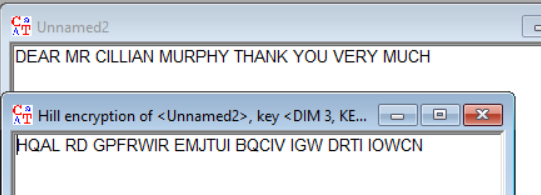 Unnamed2
DEAR MR CILLIAN MURPHY THANK YOU VERY MUCH
Hill encryption of <Unnamed2>, key <DIM 3, KE...
HQAL RD GPFRWIR EMJTUI BQCIV IGW DRTI IOWCN